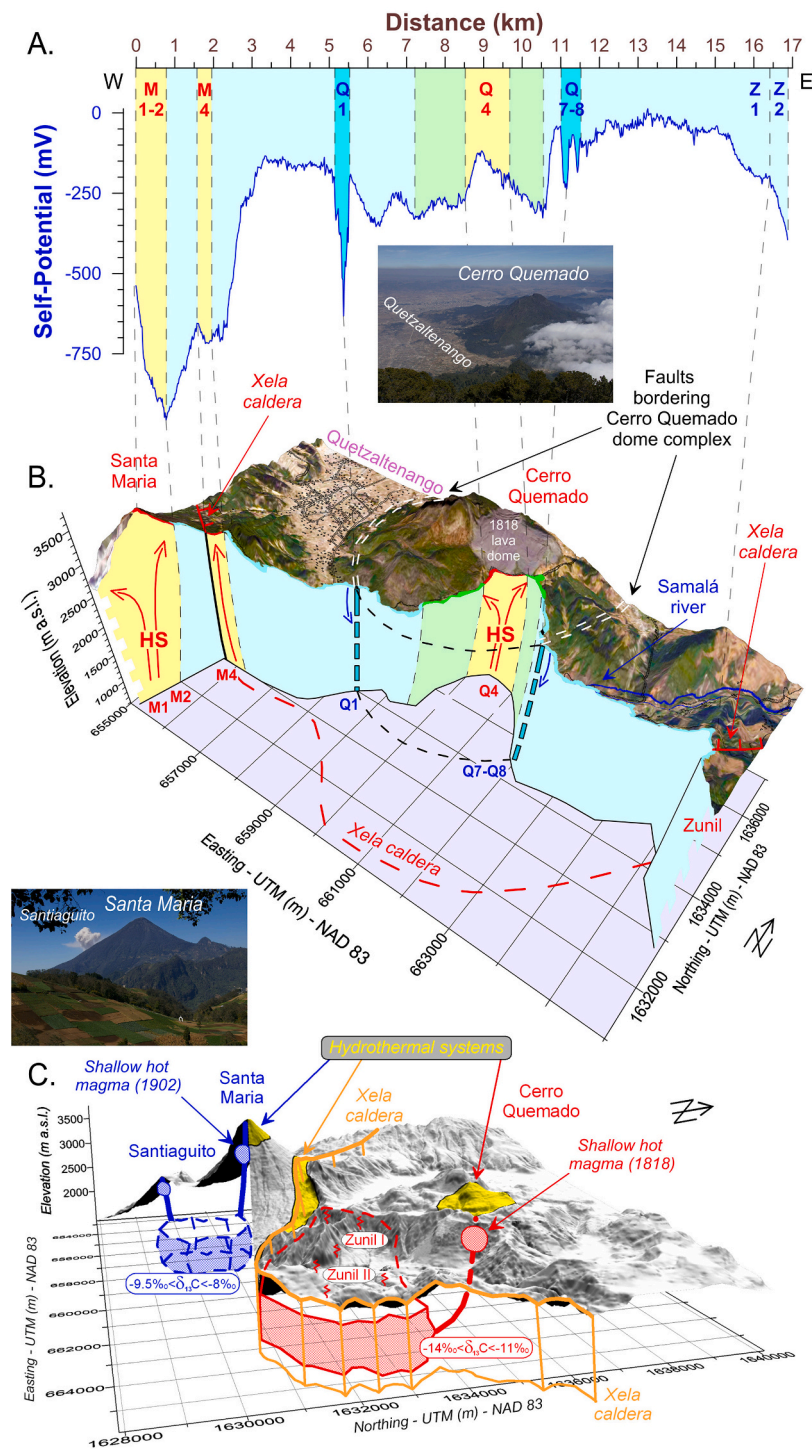 A.
Distance (km)
0 1 2 3 4 5 6 7 8 9 10 11 12 13 14 15 16 17
W
E
M
1-2
M
4
Q
1
Q
4
Q
7-8
Z
1
Z
2
Self-Potential (mV)
0
-250
-500
-750
Cerro Quemado
Quetzaltenango
Xela
caldera
Faults
bordering
Cerro Quemado
dome complex
B.
Santa
Maria
Quetzaltenango
Cerro
Quemado
1818
lava
dome
Xela
caldera
Samalá
river
Elevation (m a.s.l.)
3500
3000
2500
2000
1500
1000
HS
HS
M1
M2
M4
Q1
Q4
Q7-Q8
Zunil
Xela caldera
655000
657000
659000
661000
663000
Easting - UTM (m) - NAD 83
1632000
1634000
1636000
Northing - UTM (m) - NAD 83
N
Santiaguito
Santa Maria
C.
Hydrothermal systems
Shallow hot
magma (1902)
Santa
Maria
Xela
caldera
Cerro
Quemado
N
Santiaguito
Shallow hot
magma (1818)
Elevation (m a.s.l.)
3500
3000
2500
2000
Zunil I
Zunil II
-9.5‰<δ13C<-8‰
-14‰<δ13C<-11‰
654000
656000
658000
660000
662000
664000
Easting - UTM (m) - NAD 83
1628000
1630000
1632000
1634000
1636000
1638000
1640000
Northing - UTM (m) - NAD 83
Xela
caldera